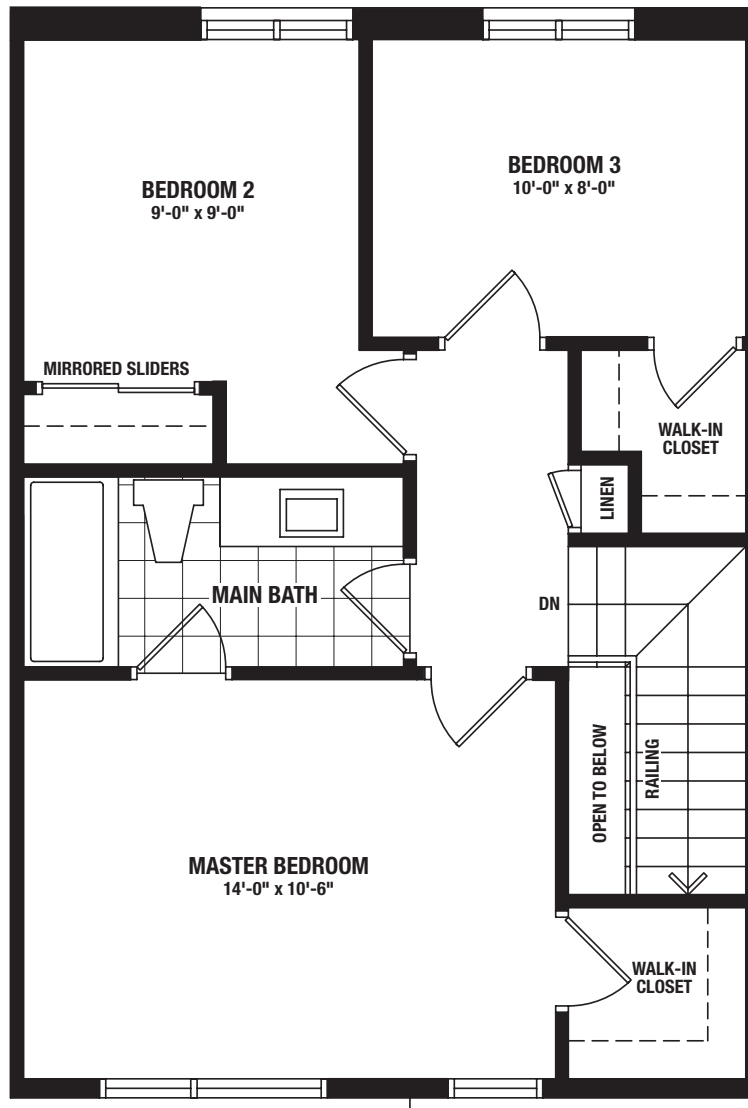 BEDROOM 2
9'-0" x 9'-0"
BEDROOM 3
10'-0" x 8'-0"
MIRRORED SLIDERS
WALK-IN
CLOSET
LINEN
MAIN BATH
DN
OPEN TO BELOW
RAILING
MASTER BEDROOM
14'-0" x 10'-6"
WALK-IN
CLOSET